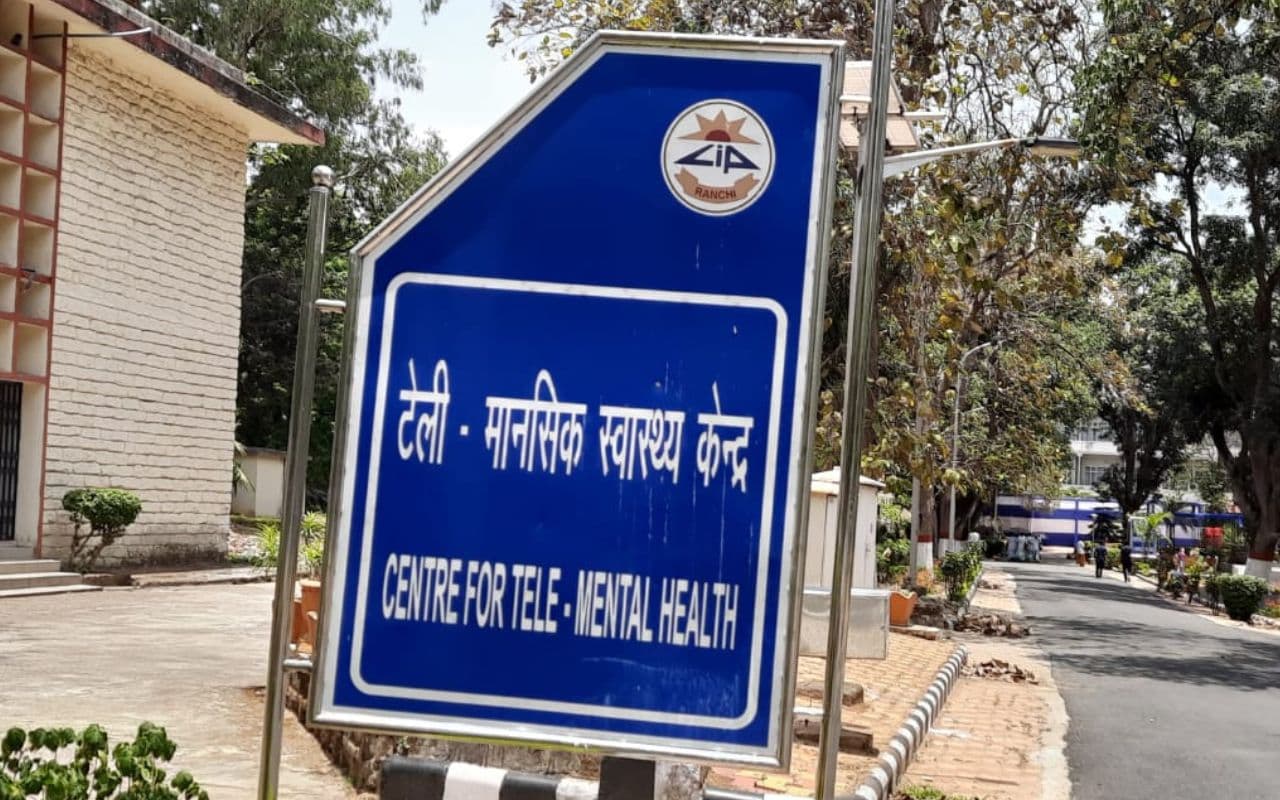 CIP
RANCHI
टेली - मानसिक स्वास्थ्य केन्द्र
CENTRE FOR TELE - MENTAL HEALTH